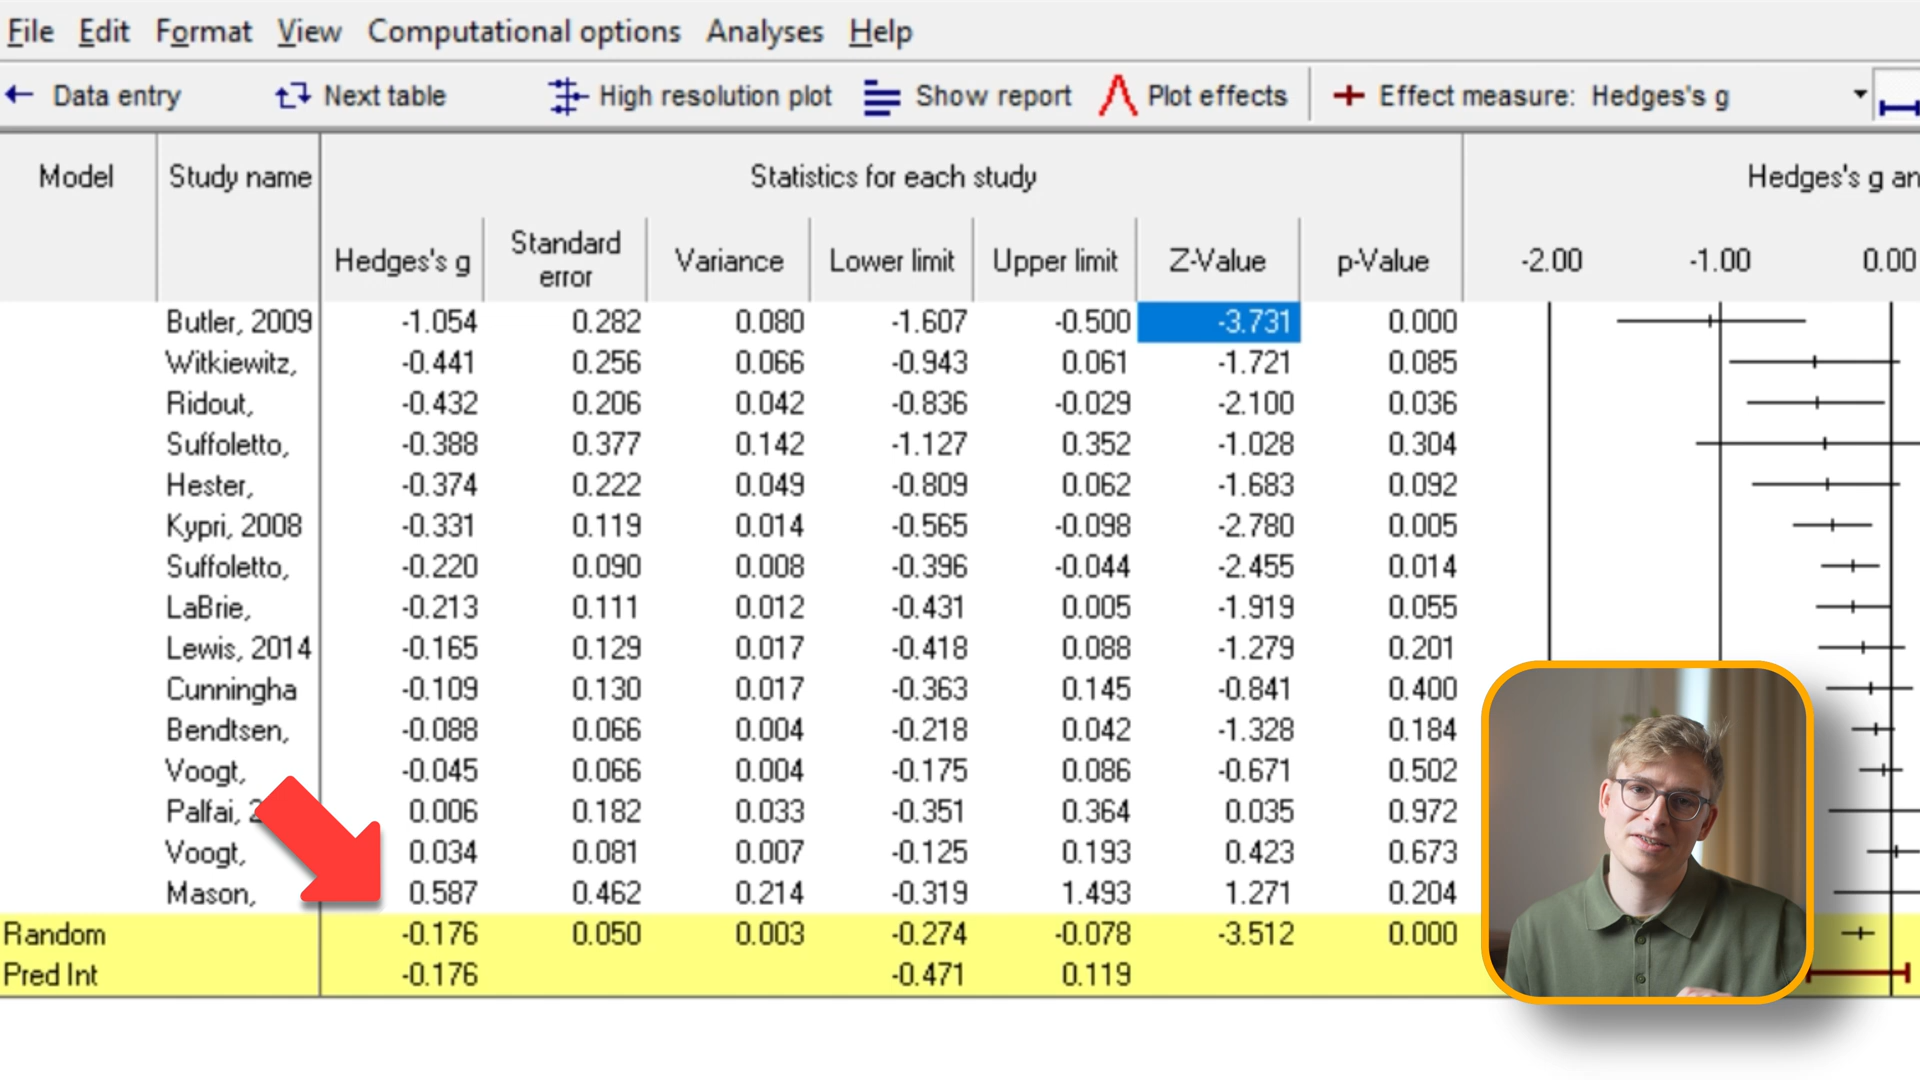 File Edit Format View Computational options Analyses Help
Data entry Next table High resolution plot Show report Plot effects Effect measure: Hedges's g
Model Study name Statistics for each study Hedges's g an
Hedges's g Standard error Variance Lower limit Upper limit Z-Value p-Value -2.00 -1.00 0.00
Butler, 2009 -1.054 0.282 0.080 -1.607 -0.500 -3.731 0.000
Witkiewitz, -0.441 0.256 0.066 -0.943 0.061 -1.721 0.085
Ridout, -0.432 0.206 0.042 -0.836 -0.029 -2.100 0.036
Suffoletto, -0.388 0.377 0.142 -1.127 0.352 -1.028 0.304
Hester, -0.374 0.222 0.049 -0.809 0.062 -1.683 0.092
Kypri, 2008 -0.331 0.119 0.014 -0.565 -0.098 -2.780 0.005
Suffoletto, -0.220 0.090 0.008 -0.396 -0.044 -2.455 0.014
LaBrie, -0.213 0.111 0.012 -0.431 0.005 -1.919 0.055
Lewis, 2014 -0.165 0.129 0.017 -0.418 0.088 -1.279 0.201
Cunningha -0.109 0.130 0.017 -0.363 0.145 -0.841 0.400
Bendtsen, -0.088 0.066 0.004 -0.218 0.042 -1.328 0.184
Voogt, -0.045 0.066 0.004 -0.175 0.086 -0.671 0.502
Palfai, 2 0.006 0.182 0.033 -0.351 0.364 0.035 0.972
Voogt, 0.034 0.081 0.007 -0.125 0.193 0.423 0.673
Mason, 0.587 0.462 0.214 -0.319 1.493 1.271 0.204
Random -0.176 0.050 0.003 -0.274 -0.078 -3.512 0.000
Pred Int -0.176 -0.471 0.119